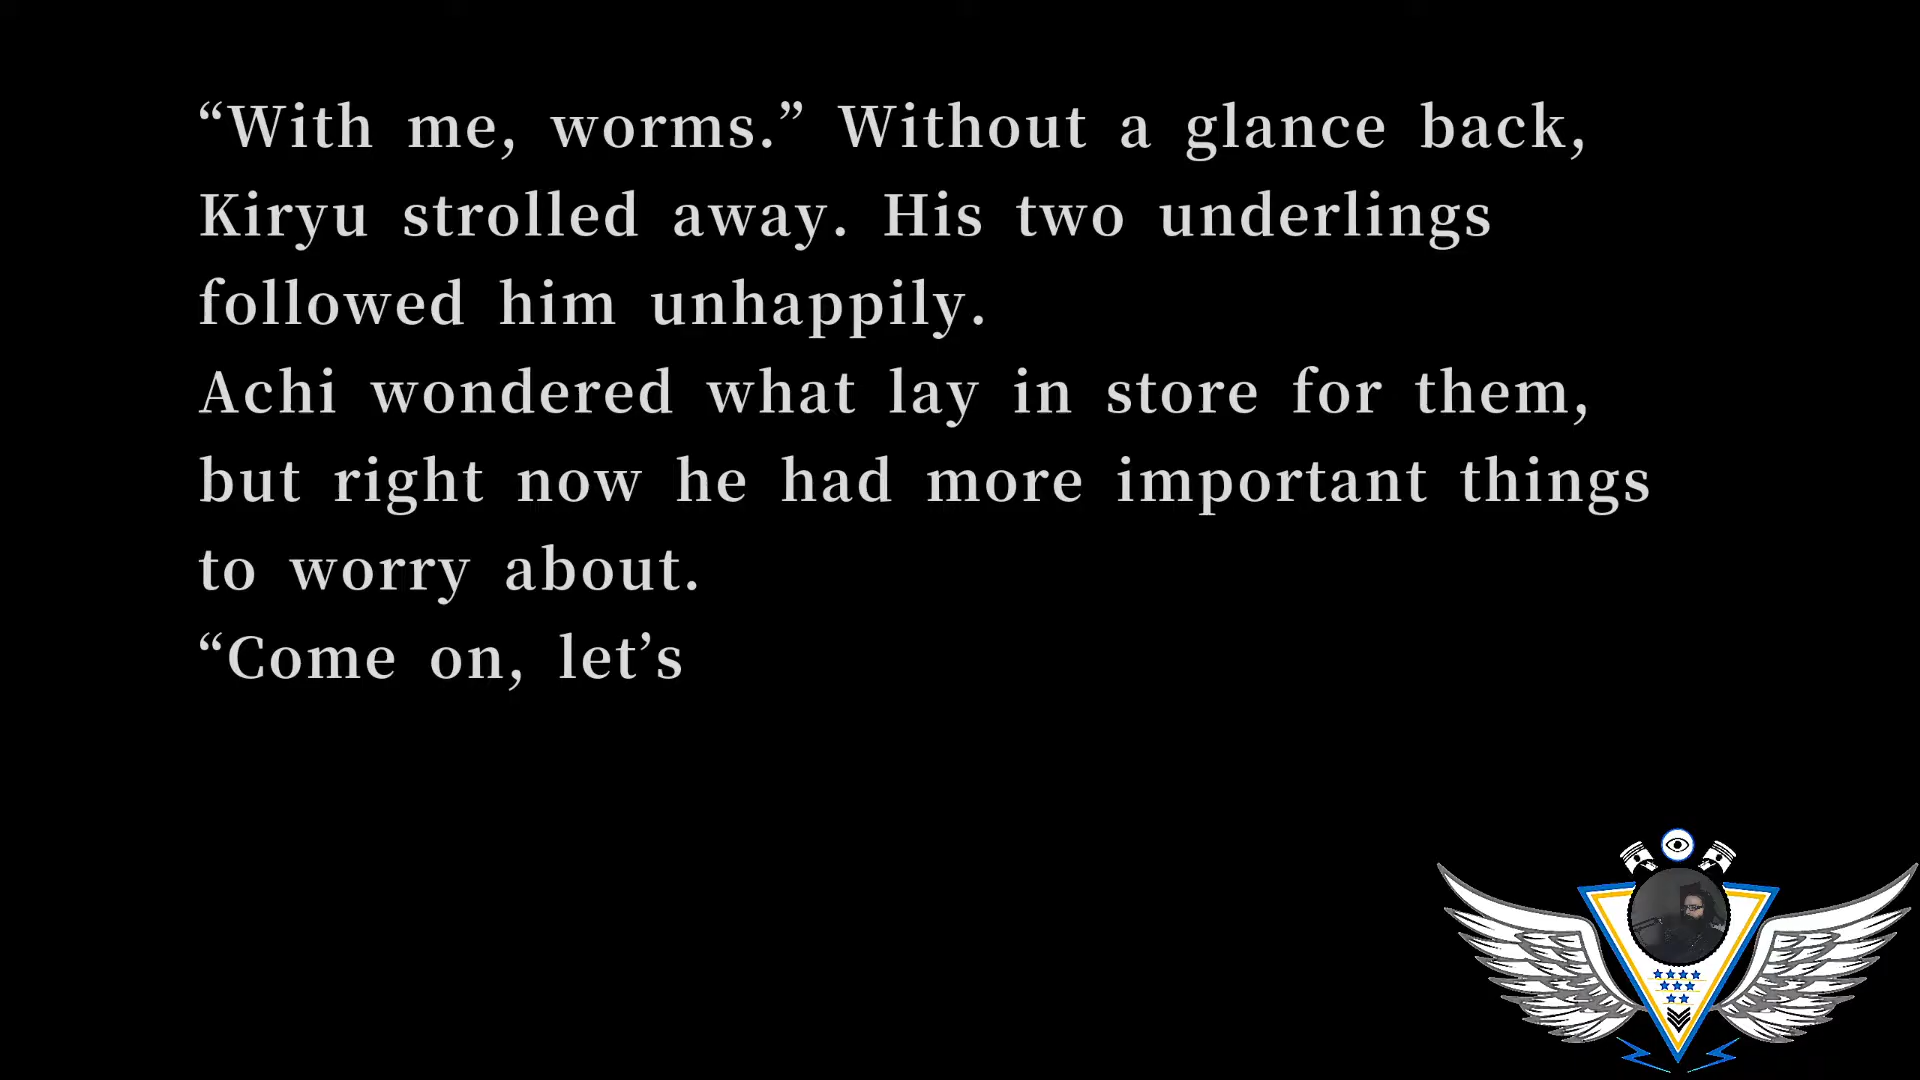 “With me, worms.” Without a glance back,
Kiryu strolled away. His two underlings
followed him unhappily.
Achi wondered what lay in store for them,
but right now he had more important things
to worry about.
“Come on, let’s